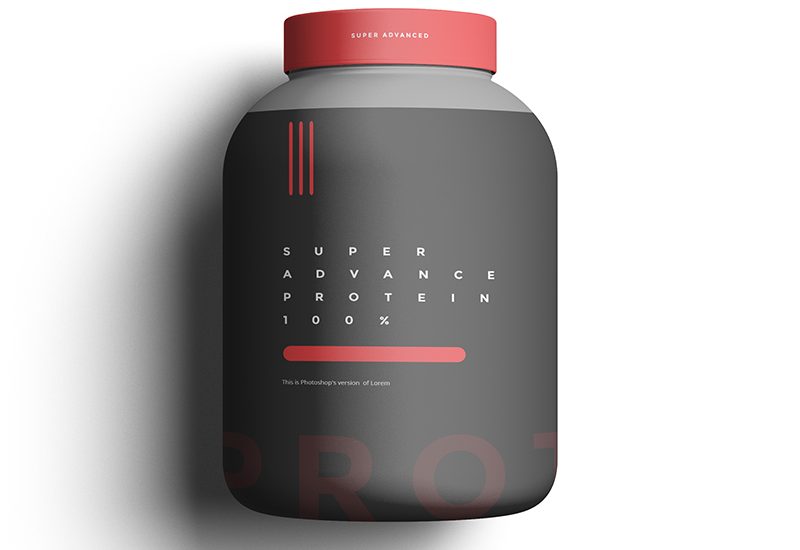 SUPER ADVANCED
SUPER
ADVANCE
PROTEIN
100%
This is Photoshop's version of Lorem
PROT